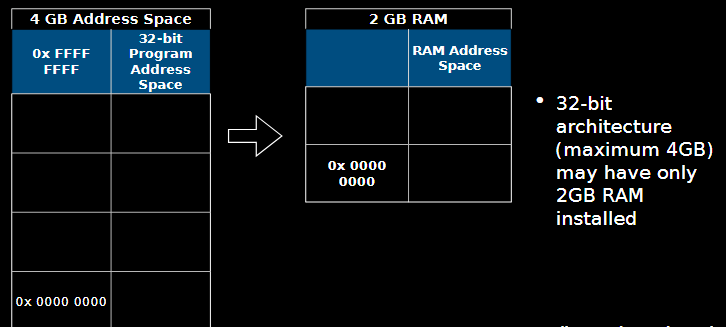 4 GB Address Space
0x FFFF
FFFF
32-bit
Program
Address
Space
0x 0000 0000
2 GB RAM
RAM Address
Space
0x 0000
0000
• 32-bit
architecture
(maximum 4GB)
may have only
2GB RAM
installed